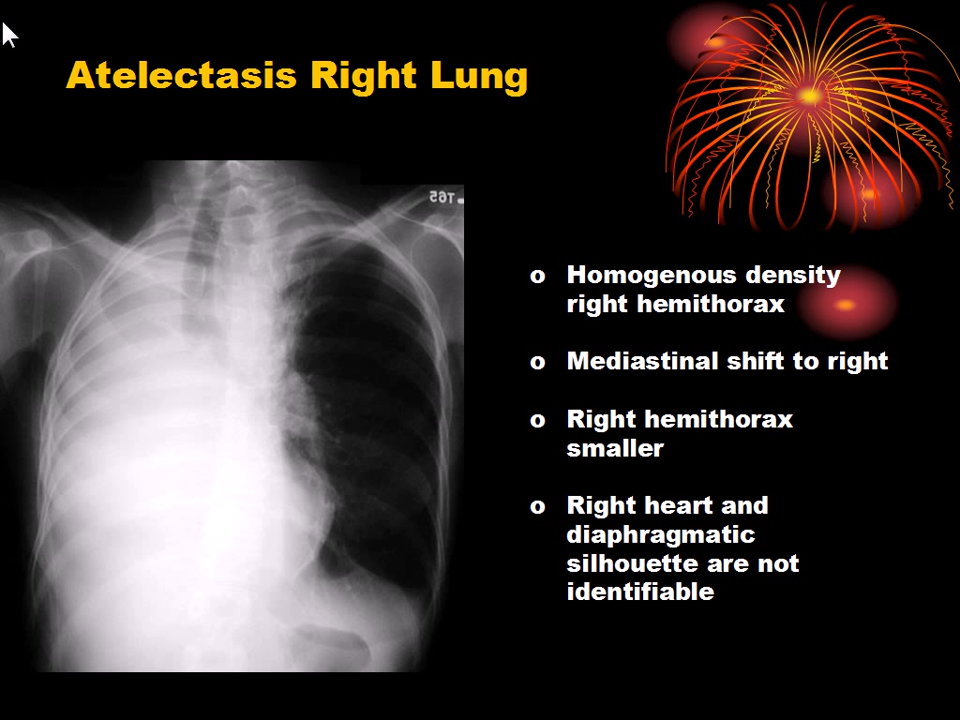 Atelectasis Right Lung
T65
o Homogenous density
right hemithorax
o Mediastinal shift to right
o Right hemithorax
smaller
o Right heart and
diaphragmatic
silhouette are not
identifiable